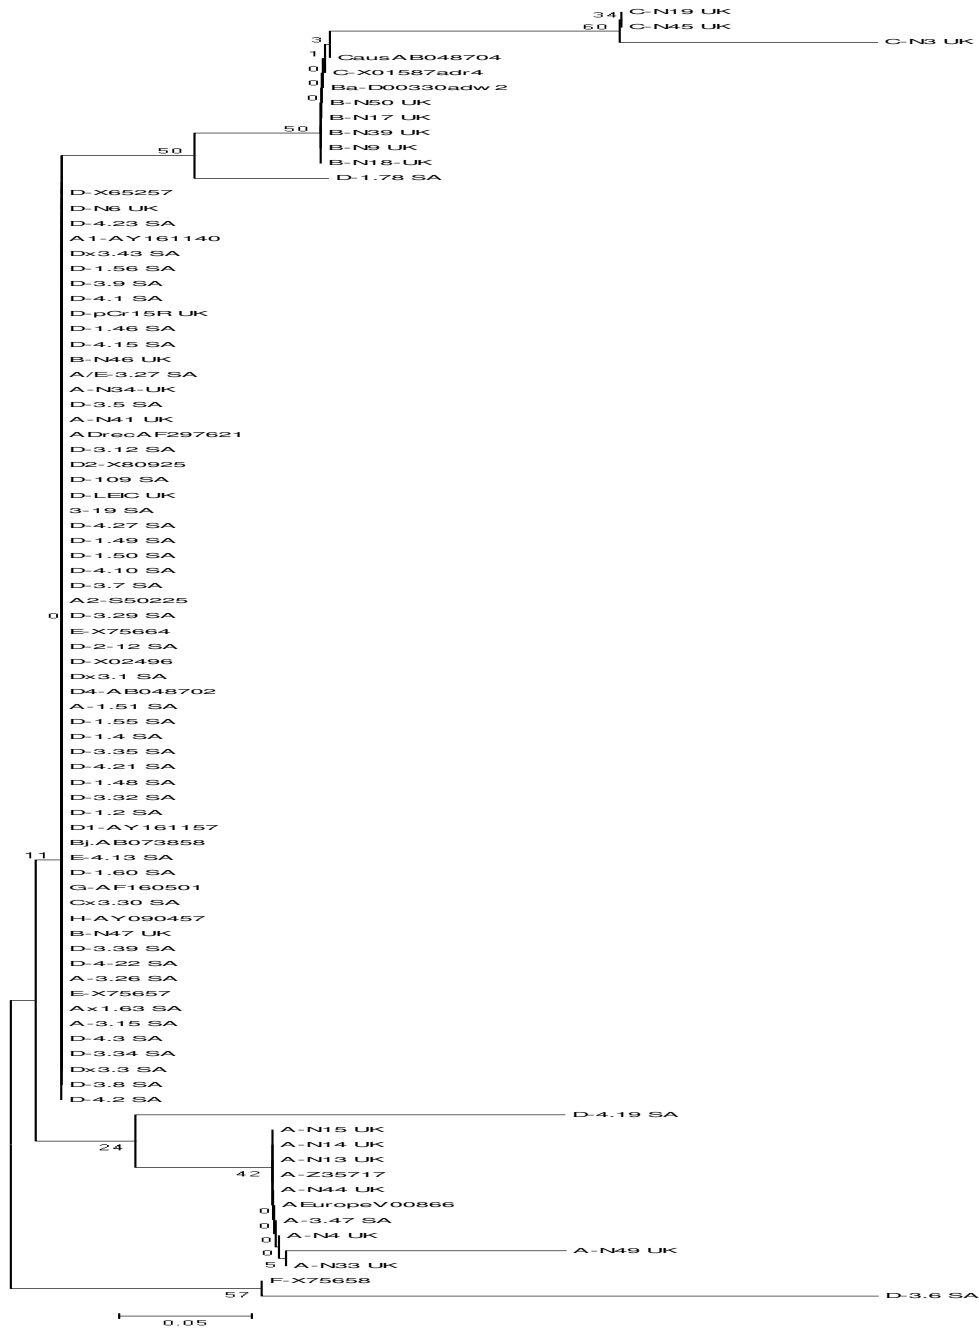 34
C-N19 UK
60
C-N45 UK
C-N3 UK
3
1
CausAB048704
0
C-X01587adr4
0
Ba-D00330adw 2
0
B-N50 UK
B-N17 UK
50
B-N39 UK
B-N9 UK
50
B-N18-UK
D-1.78 SA
D-X65257
D-N6 UK
D-4.23 SA
A1-AY161140
Dx3.43 SA
D-1.56 SA
D-3.9 SA
D-4.1 SA
D-pCr15R UK
D-1.46 SA
D-4.15 SA
B-N46 UK
A/E-3.27 SA
A-N34-UK
D-3.5 SA
A-N41 UK
ADrecAF297621
D-3.12 SA
D2-X80925
D-109 SA
D-LEIC UK
3-19 SA
D-4.27 SA
D-1.49 SA
D-1.50 SA
D-4.10 SA
D-3.7 SA
A2-S50225
0
D-3.29 SA
E-X75664
D-2-12 SA
D-X02496
Dx3.1 SA
D4-AB048702
A-1.51 SA
D-1.55 SA
D-1.4 SA
D-3.35 SA
D-4.21 SA
D-1.48 SA
D-3.32 SA
D-1.2 SA
D1-AY161157
Bj.AB073858
11
E-4.13 SA
D-1.60 SA
G-AF160501
Cx3.30 SA
H-AY090457
B-N47 UK
D-3.39 SA
D-4-22 SA
A-3.26 SA
E-X75657
Ax1.63 SA
A-3.15 SA
D-4.3 SA
D-3.34 SA
Dx3.3 SA
D-3.8 SA
D-4.2 SA
D-4.19 SA
A-N15 UK
24
A-N14 UK
A-N13 UK
42
A-Z35717
A-N44 UK
AEuropeV00866
0
A-3.47 SA
0
A-N4 UK
0
A-N49 UK
0
5
A-N33 UK
F-X75658
57
D-3.6 SA
0.05